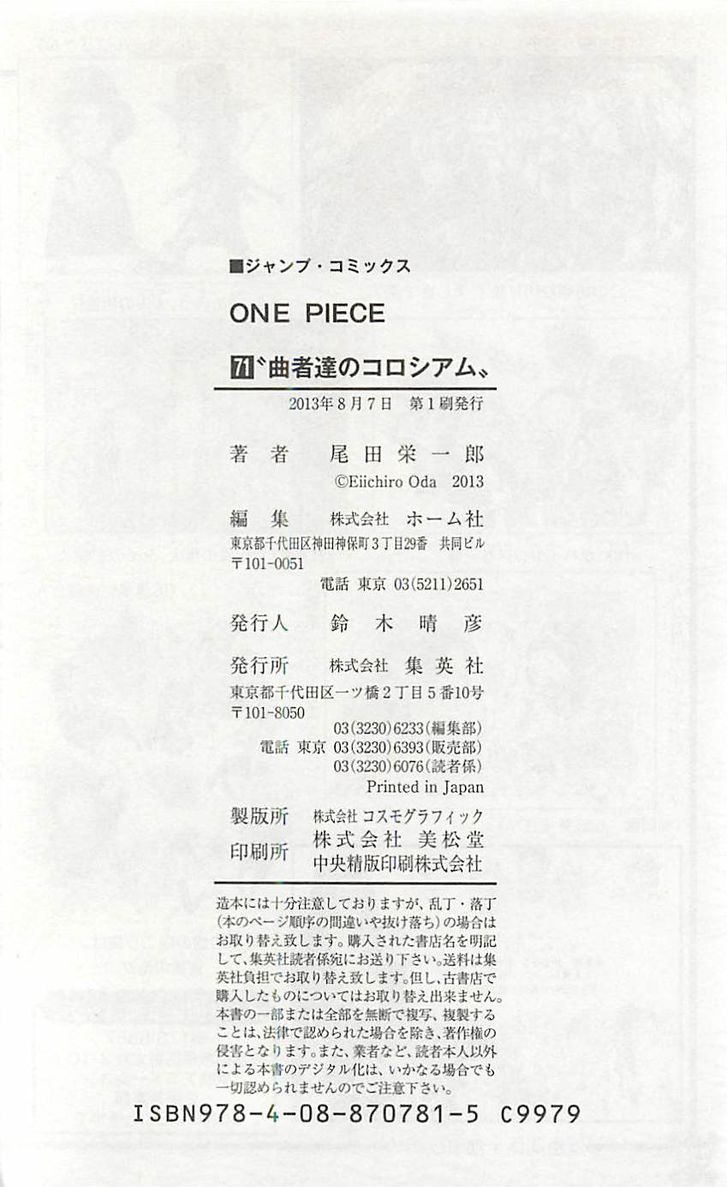 ■ジャンプ・コミックス
ONE PIECE
71〝曲者達のコロシアム〟
2013年8月7日 第1刷発行
著者 尾田栄一郎
©Eiichiro Oda 2013
編集 株式会社 ホーム社
東京都千代田区神田神保町3丁目29番 共同ビル
〒101-0051
電話 東京 03(5211)2651
発行人 鈴木晴彦
発行所 株式会社 集英社
東京都千代田区一ツ橋2丁目5番10号
〒101-8050
03(3230)6233(編集部)
電話 東京 03(3230)6393(販売部)
03(3230)6076(読者係)
Printed in Japan
製版所 株式会社 コスモグラフィック
印刷所 株式会社 美松堂
中央精版印刷株式会社
造本には十分注意しておりますが、乱丁・落丁
(本のページ順序の間違いや抜け落ち)の場合は
お取り替え致します。購入された書店名を明記
して、集英社読者係宛にお送り下さい。送料は集
英社負担でお取り替え致します。但し、古書店で
購入したものについてはお取り替え出来ません。
本書の一部または全部を無断で複写、複製する
ことは、法律で認められた場合を除き、著作権の
侵害となります。また、業者など、読者本人以外
による本書のデジタル化は、いかなる場合でも
一切認められませんのでご注意下さい。
ISBN978-4-08-870781-5 C9979